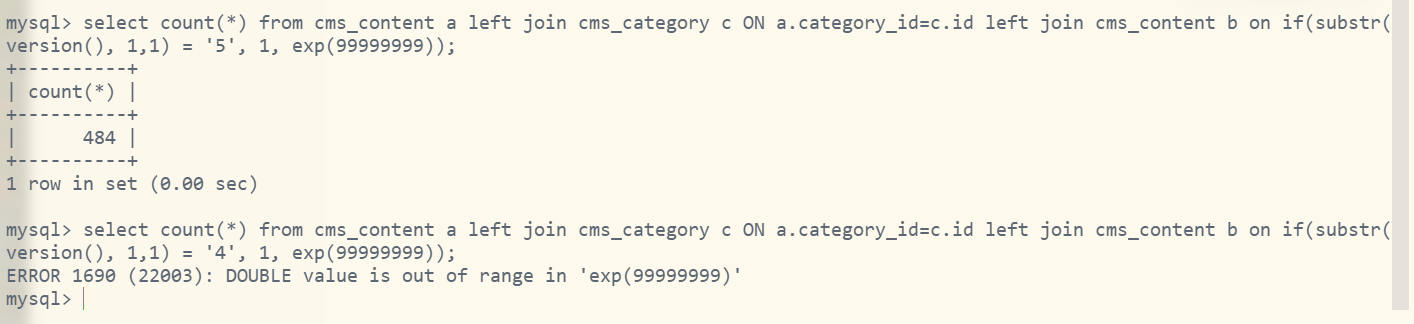 mysql> select count(*) from cms_content a left join cms_category c ON a.category_id=c.id left join cms_content b on if(substr(
version(), 1,1) = '5', 1, exp(99999999));
+----------+
| count(*) |
+----------+
|      484 |
+----------+
1 row in set (0.00 sec)

mysql> select count(*) from cms_content a left join cms_category c ON a.category_id=c.id left join cms_content b on if(substr(
version(), 1,1) = '4', 1, exp(99999999));
ERROR 1690 (22003): DOUBLE value is out of range in 'exp(99999999)'
mysql>